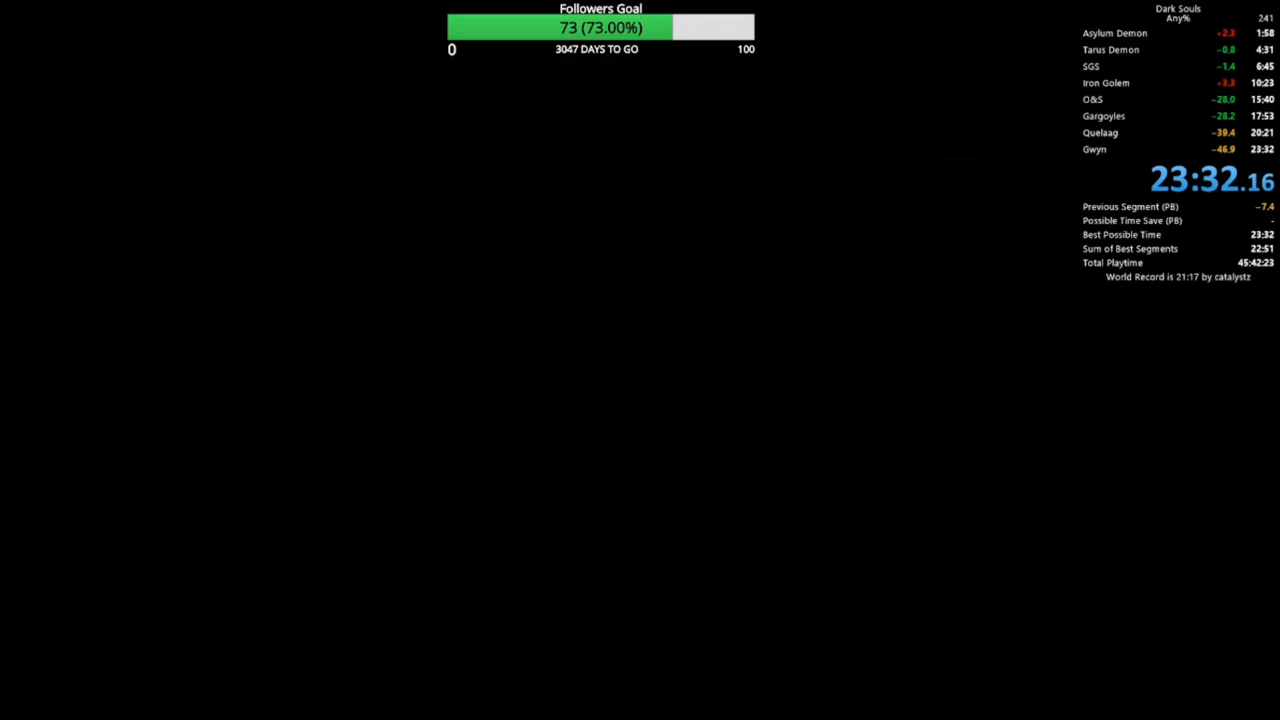 Followers Goal
73 (73.00%)
0 3047 DAYS TO GO 100
Dark Souls
Any% 241
Asylum Demon +2.3 1:58
Tarus Demon −0.8 4:31
SGS −1.4 6:45
Iron Golem +3.3 10:23
O&S −28.0 15:40
Gargoyles −28.2 17:53
Quelaag −39.4 20:21
Gwyn −46.9 23:32
23:32.16
Previous Segment (PB) −7.4
Possible Time Save (PB) -
Best Possible Time 23:32
Sum of Best Segments 22:51
Total Playtime 45:42:23
World Record is 21:17 by catalystz